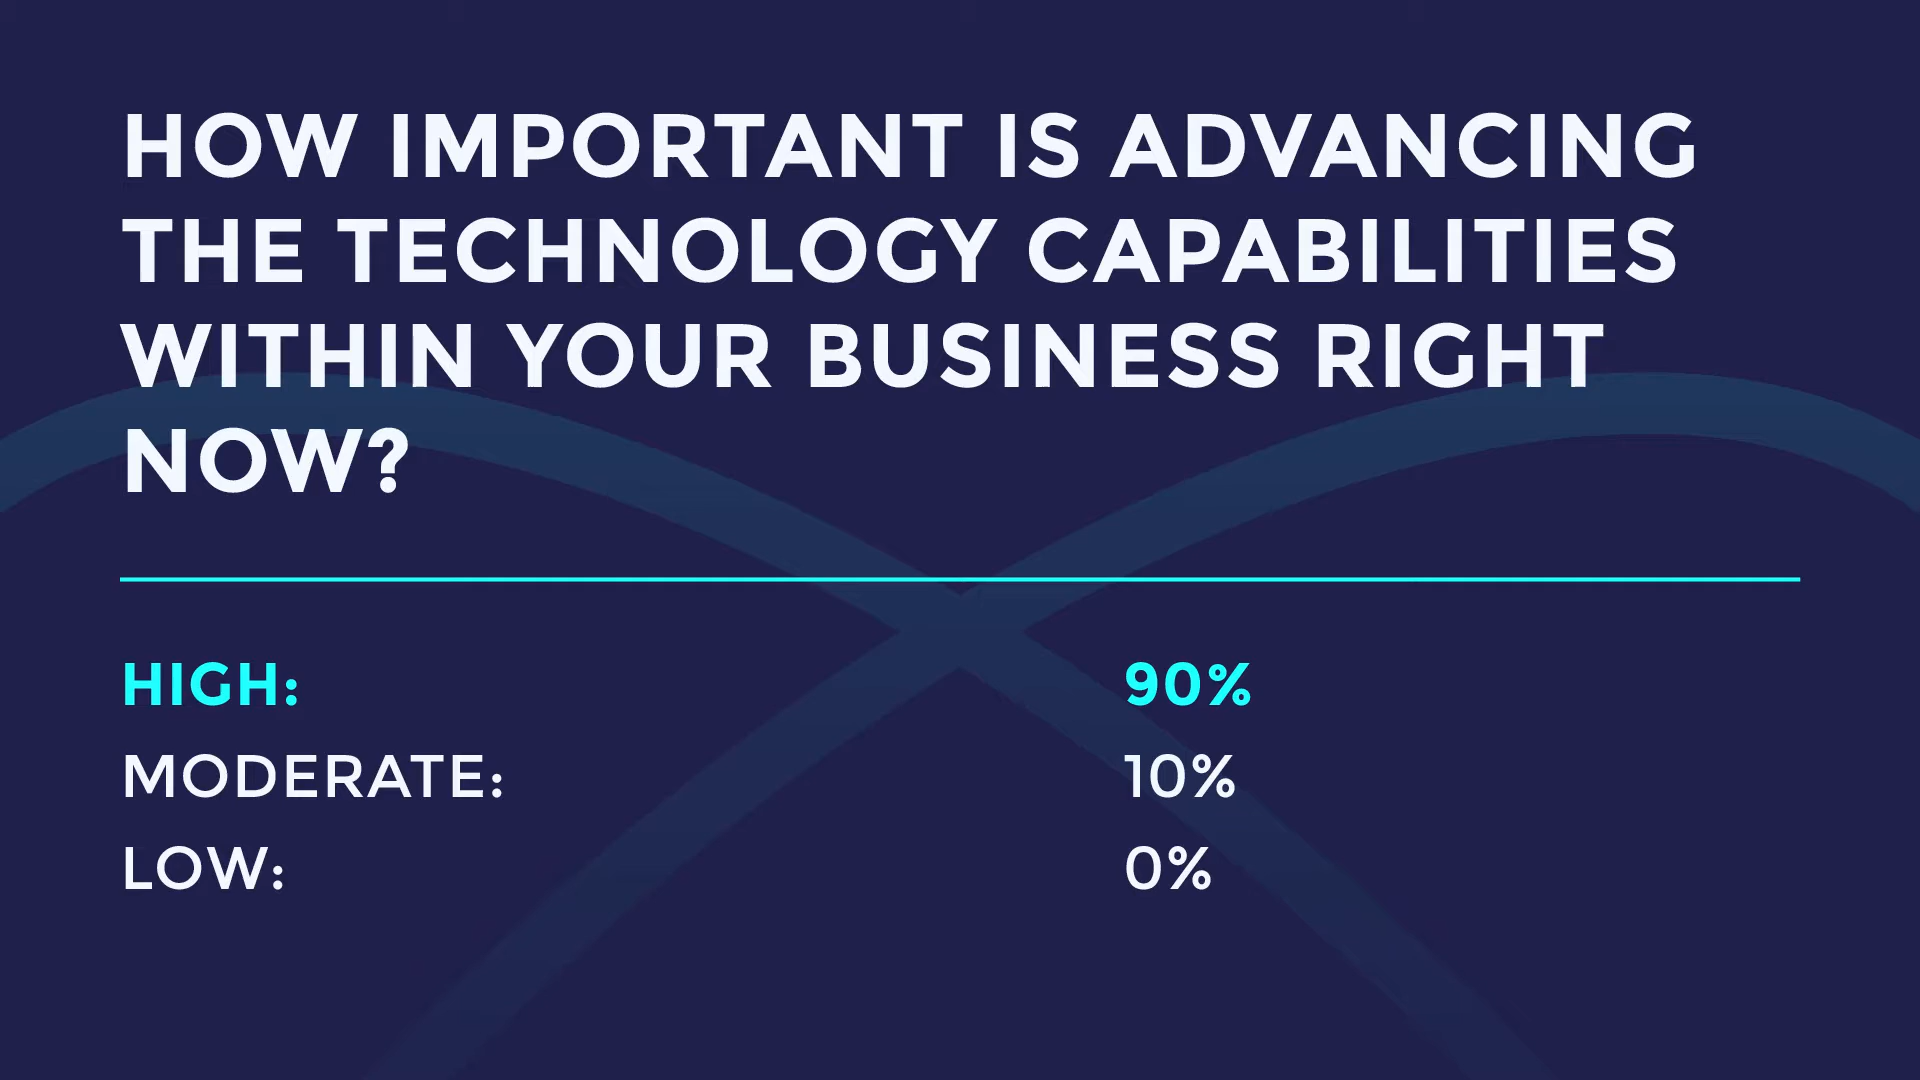 HOW IMPORTANT IS ADVANCING
THE TECHNOLOGY CAPABILITIES
WITHIN YOUR BUSINESS RIGHT
NOW?
HIGH: 90%
MODERATE: 10%
LOW: 0%